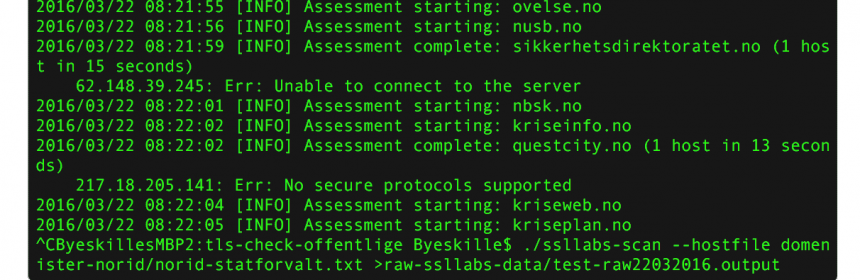 2016/03/22 08:21:55 [INFO] Assessment starting: ovelse.no
2016/03/22 08:21:56 [INFO] Assessment starting: nusb.no
2016/03/22 08:21:59 [INFO] Assessment complete: sikkerhetsdirektoratet.no (1 hos
t in 15 seconds)
    62.148.39.245: Err: Unable to connect to the server
2016/03/22 08:22:01 [INFO] Assessment starting: nbsk.no
2016/03/22 08:22:02 [INFO] Assessment starting: kriseinfo.no
2016/03/22 08:22:02 [INFO] Assessment complete: questcity.no (1 host in 13 secon
ds)
    217.18.205.141: Err: No secure protocols supported
2016/03/22 08:22:04 [INFO] Assessment starting: kriseweb.no
2016/03/22 08:22:05 [INFO] Assessment starting: kriseplan.no
^CByeskillesMBP2:tls-check-offentlige Byeskille$ ./ssllabs-scan --hostfile domen
ister-norid/norid-statforvalt.txt >raw-ssllabs-data/test-raw22032016.output